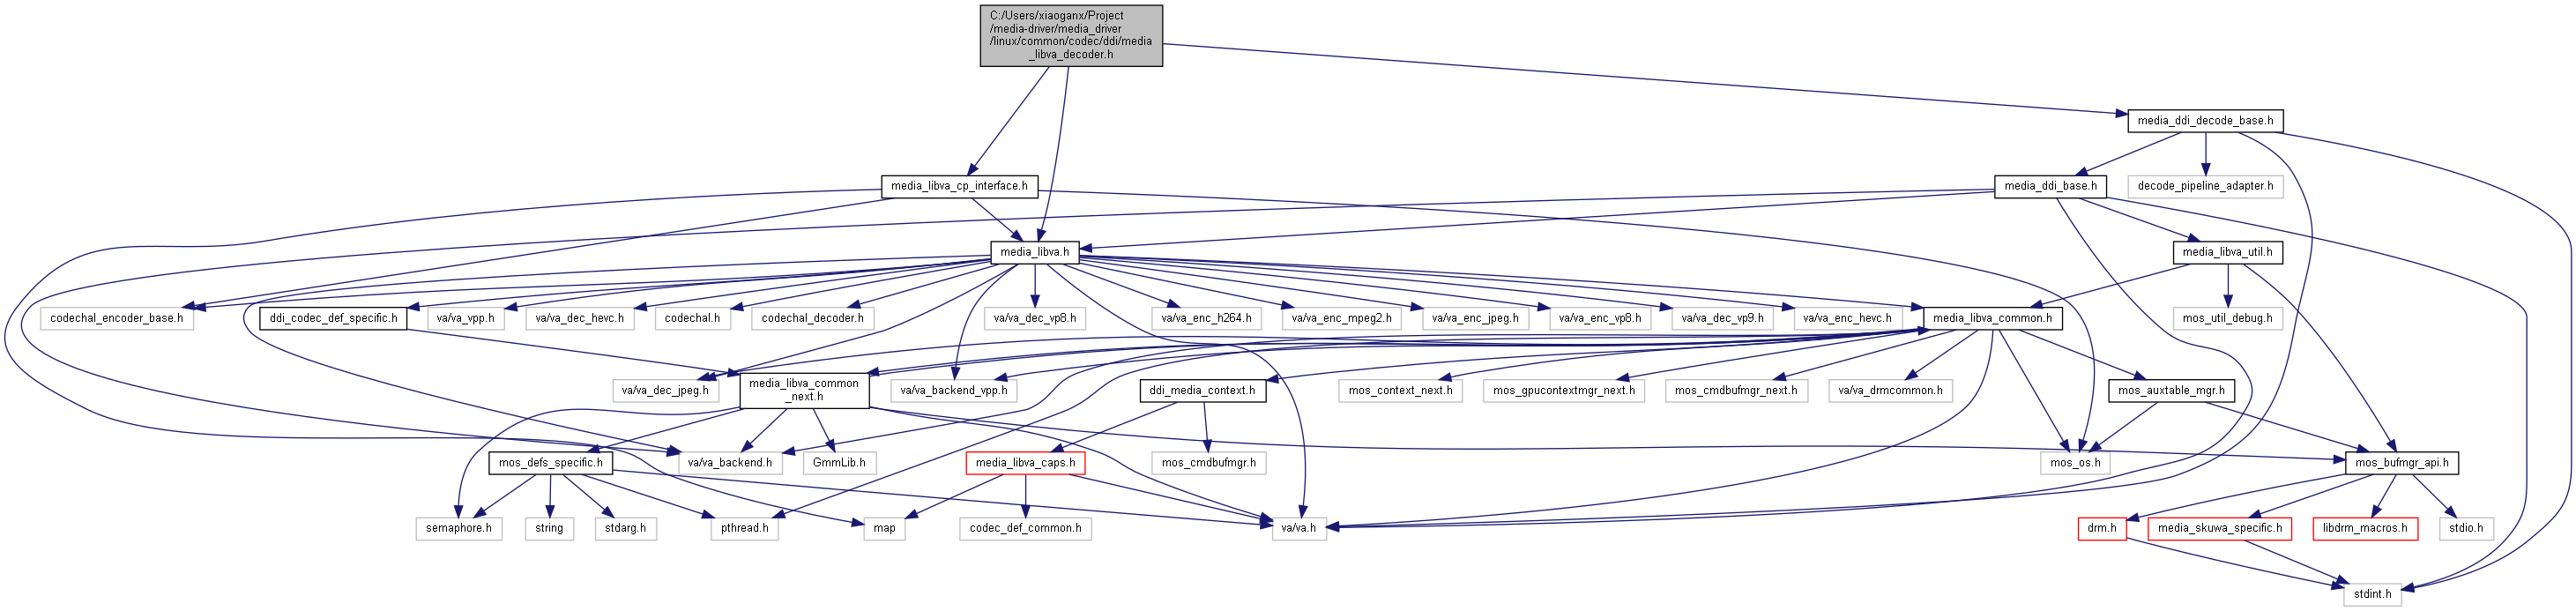 C:/Users/xiaoganx/Project
/media-driver/media_driver
/linux/common/codec/ddi/media
_libva_decoder.h
media_ddi_decode_base.h
media_libva_cp_interface.h
media_ddi_base.h
decode_pipeline_adapter.h
media_libva.h
media_libva_util.h
codechal_encoder_base.h
ddi_codec_def_specific.h
va/va_vpp.h
va/va_dec_hevc.h
codechal.h
codechal_decoder.h
va/va_dec_vp8.h
va/va_enc_h264.h
va/va_enc_mpeg2.h
va/va_enc_jpeg.h
va/va_enc_vp8.h
va/va_dec_vp9.h
va/va_enc_hevc.h
media_libva_common.h
mos_util_debug.h
va/va_dec_jpeg.h
media_libva_common
_next.h
va/va_backend_vpp.h
ddi_media_context.h
mos_context_next.h
mos_gpucontextmgr_next.h
mos_cmdbufmgr_next.h
va/va_drmcommon.h
mos_auxtable_mgr.h
mos_defs_specific.h
va/va_backend.h
GmmLib.h
media_libva_caps.h
mos_cmdbufmgr.h
mos_os.h
mos_bufmgr_api.h
semaphore.h
string
stdarg.h
pthread.h
map
codec_def_common.h
va/va.h
drm.h
media_skuwa_specific.h
libdrm_macros.h
stdio.h
stdint.h